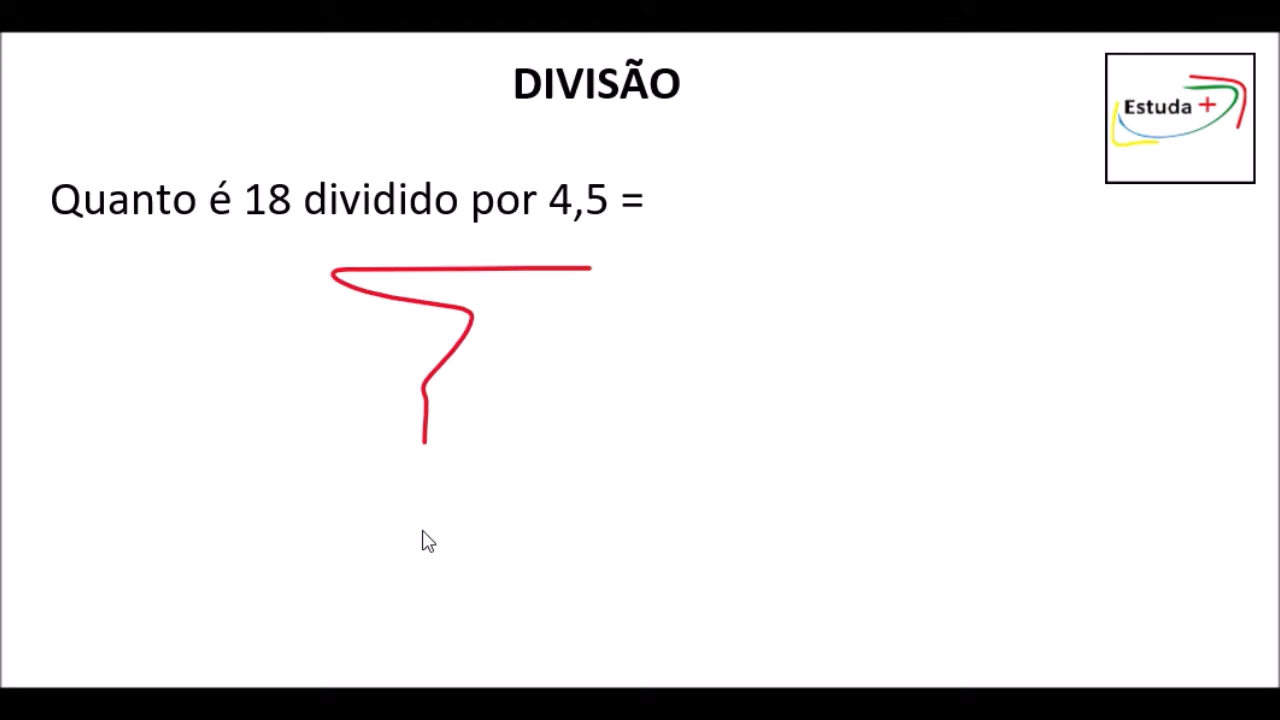 DIVISÃO
Estuda +
Quanto é 18 dividido por 4,5 =